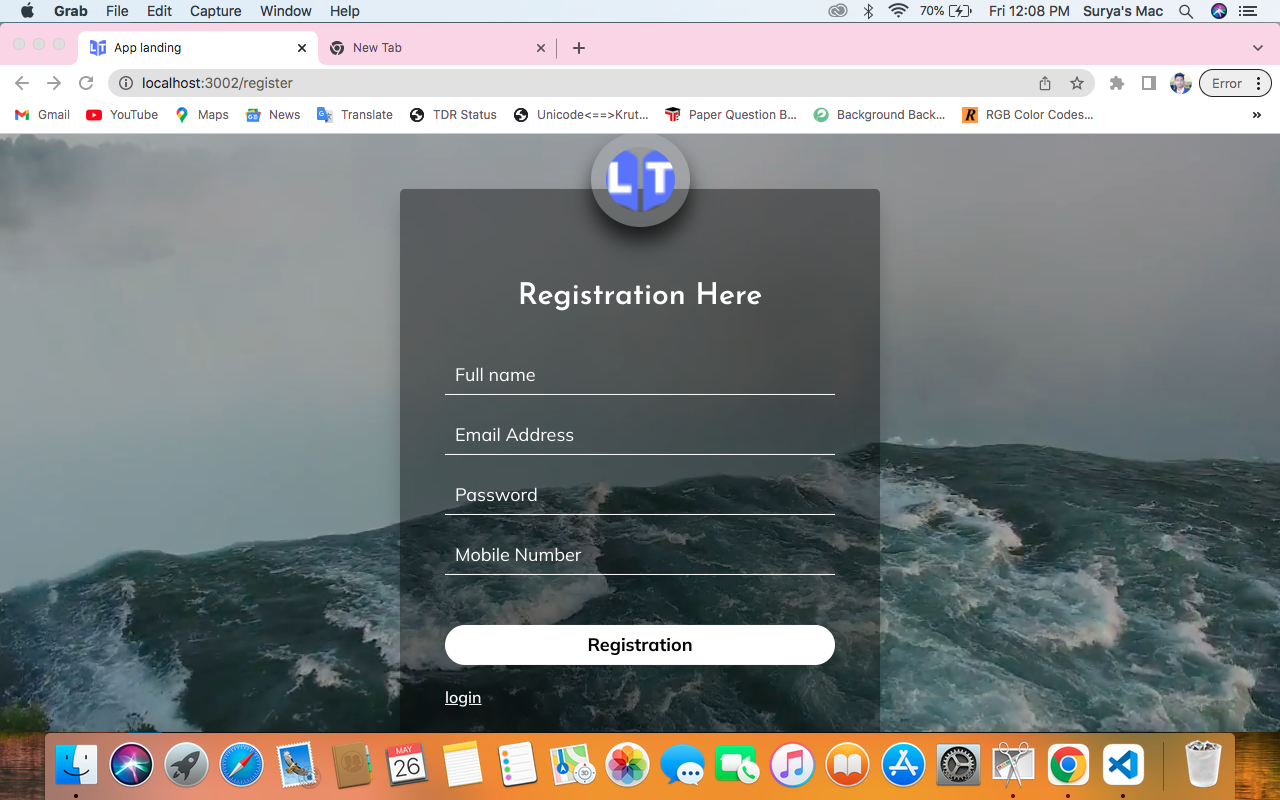 Grab File Edit Capture Window Help 70% Fri 12:08 PM Surya's Mac
LT App landing New Tab
localhost:3002/register Error
Gmail YouTube Maps News Translate TDR Status Unicode<==>Krut... Paper Question B... Background Back... RGB Color Codes... »
LT
Registration Here
Full name
Email Address
Password
Mobile Number
Registration
login
MAY
26
3D